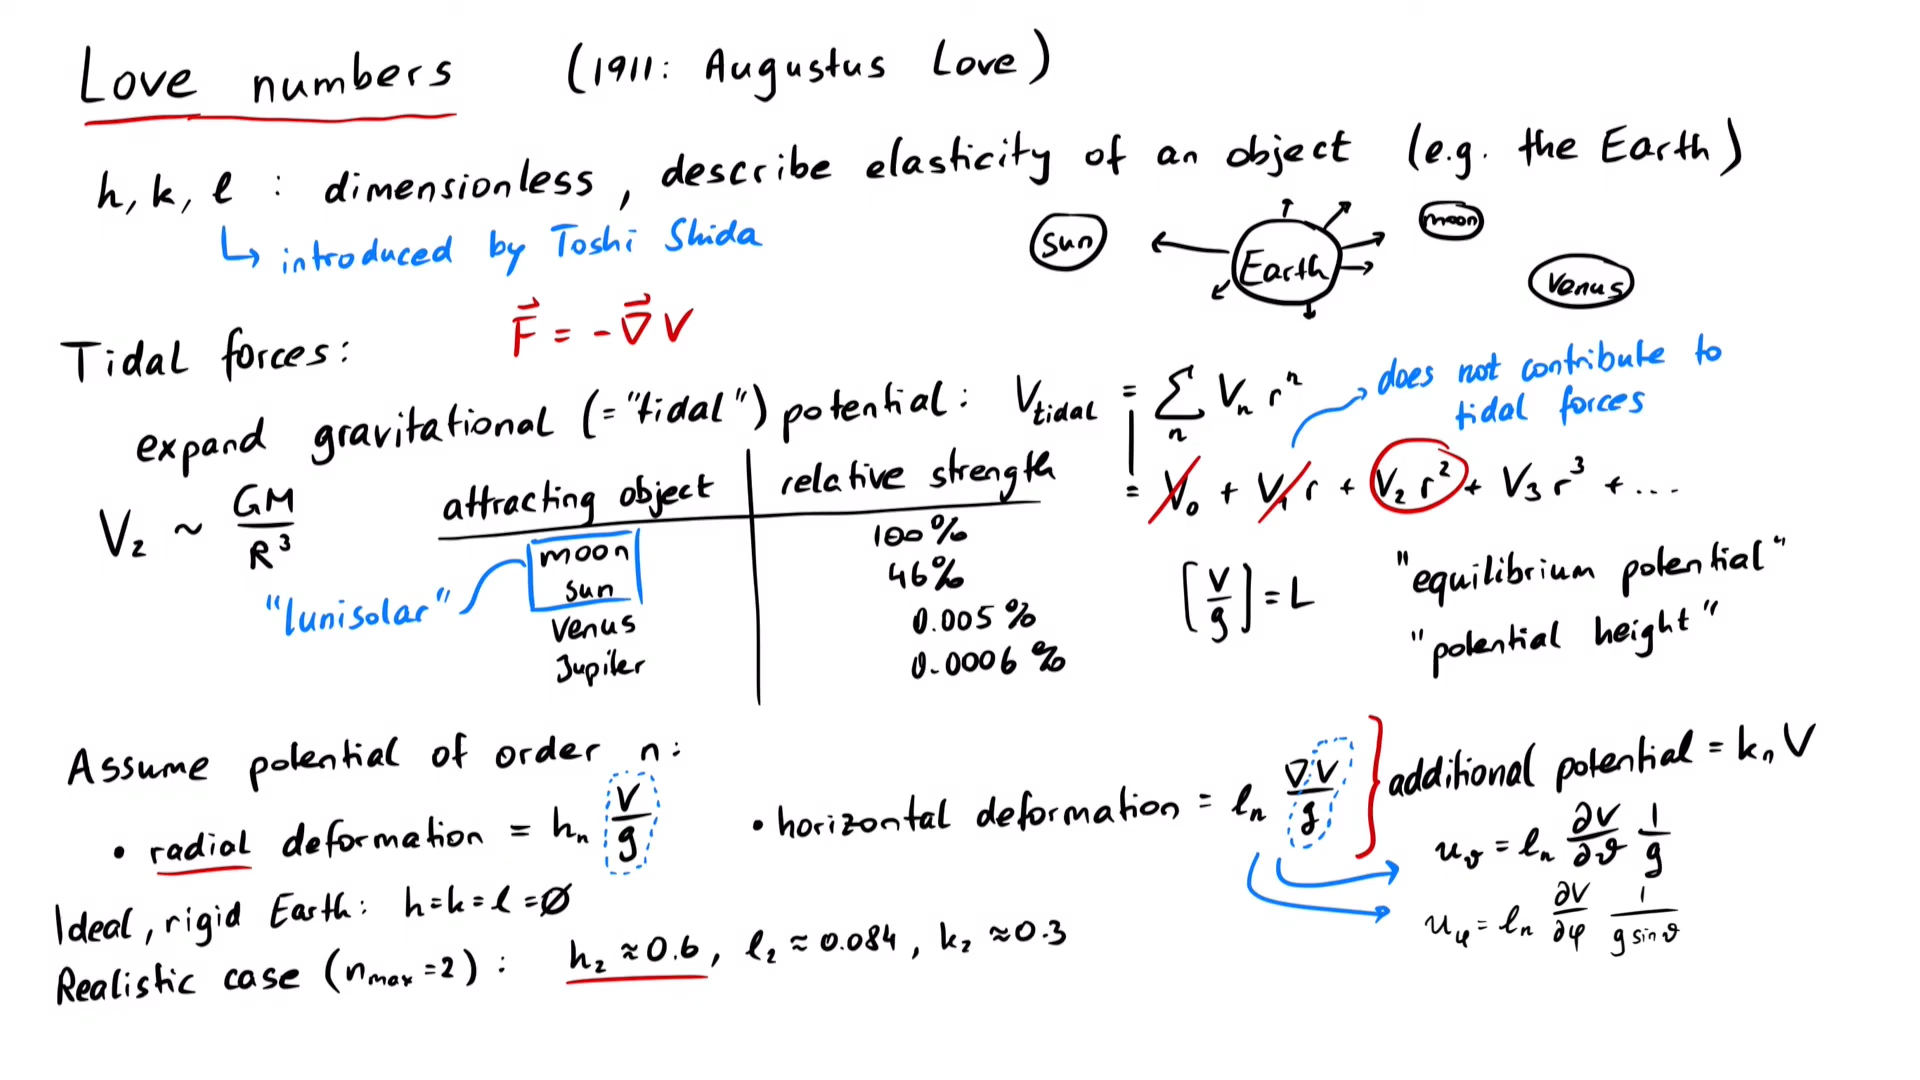 Love numbers (1911: Augustus Love)
h, k, l : dimensionless, describe elasticity of an object (e.g. the Earth)
↳ introduced by Toshi Shida
Sun
Earth
moon
Venus
Tidal forces:
F⃗ = -∇⃗V
expand gravitational (="tidal") potential: V_tidal = Σ_n V_n r^n
does not contribute to
tidal forces
= V_0 + V_1 r + V_2 r² + V_3 r³ + ....
V_2 ~ GM/R³
attracting object | relative strength
moon 100%
sun 46%
Venus 0.005%
Jupiter 0.0006%
"lunisolar"
[V/g] = L
"equilibrium potential"
"potential height"
Assume potential of order n:
• radial deformation = h_n V/g
• horizontal deformation = l_n ∇V/g
} additional potential = k_n V
u_ϑ = l_n ∂V/∂ϑ 1/g
u_φ = l_n ∂V/∂φ 1/(g sinϑ)
Ideal, rigid Earth: h=k=l=∅
Realistic case (n_max=2): h_2 ≈ 0.6, l_2 ≈ 0.084, k_2 ≈ 0.3